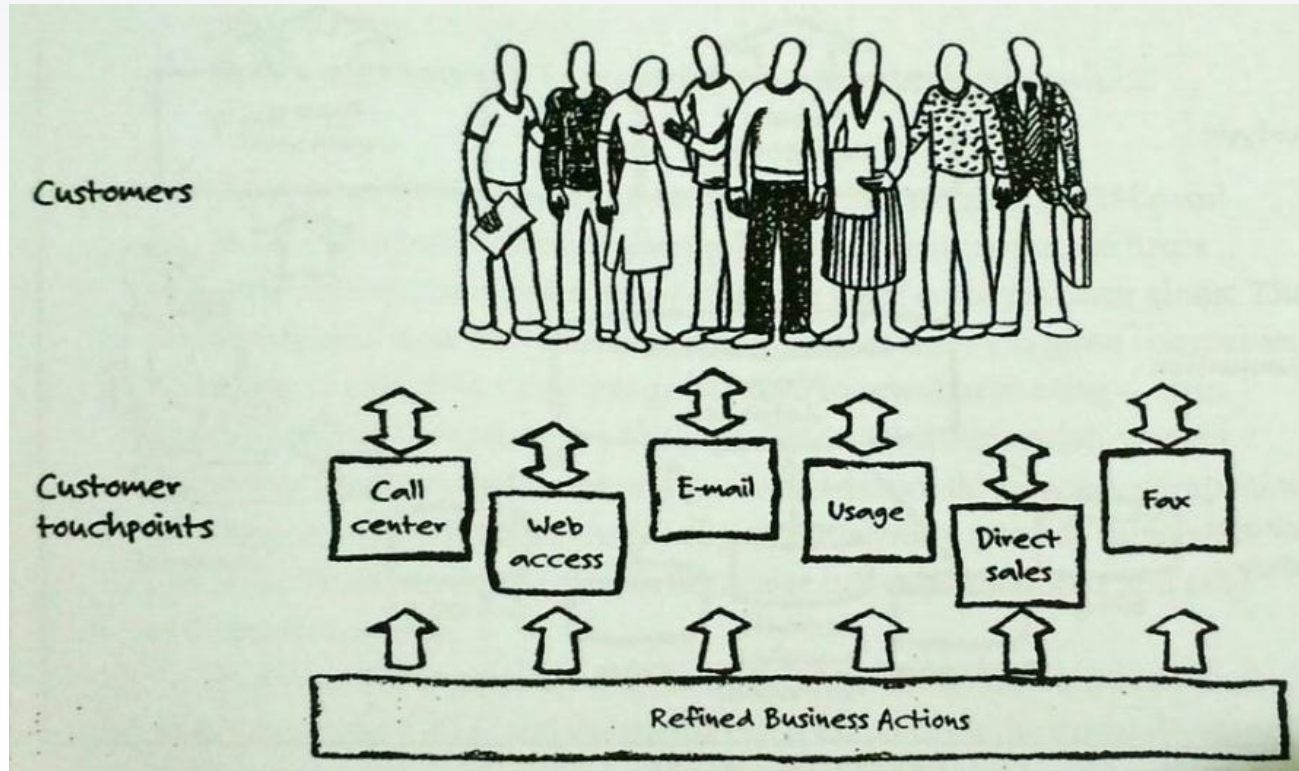 Customers
Customer
touchpoints
Call
center
Web
access
E-mail
Usage
Direct
sales
Fax
Refined Business Actions